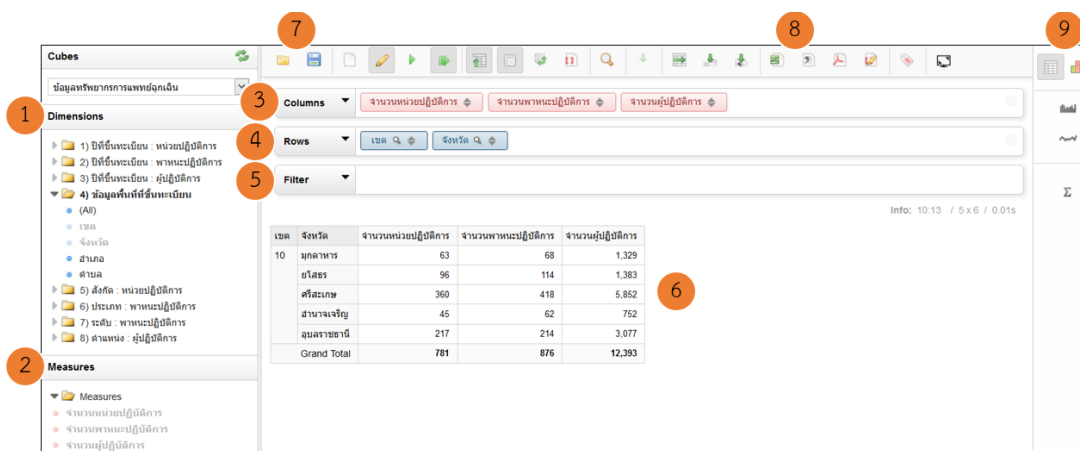 7
8
9
Cubes
ข้อมูลทรัพยากรการแพทย์ฉุกเฉิน
1
Dimensions
1) ปีที่ขึ้นทะเบียน : หน่วยปฏิบัติการ
2) ปีที่ขึ้นทะเบียน : พาหนะปฏิบัติการ
3) ปีที่ขึ้นทะเบียน : ผู้ปฏิบัติการ
4) ข้อมูลพื้นที่ที่ขึ้นทะเบียน
(All)
เขต
จังหวัด
อำเภอ
ตำบล
5) สังกัด : หน่วยปฏิบัติการ
6) ประเภท : พาหนะปฏิบัติการ
7) ระดับ : พาหนะปฏิบัติการ
8) ตำแหน่ง : ผู้ปฏิบัติการ
2
Measures
Measures
จำนวนหน่วยปฏิบัติการ
จำนวนพาหนะปฏิบัติการ
จำนวนผู้ปฏิบัติการ
3 Columns จำนวนหน่วยปฏิบัติการ จำนวนพาหนะปฏิบัติการ จำนวนผู้ปฏิบัติการ
4 Rows เขต จังหวัด
5 Filter
Info: 10:13 / 5 x 6 / 0.01s
เขต จังหวัด จำนวนหน่วยปฏิบัติการ จำนวนพาหนะปฏิบัติการ จำนวนผู้ปฏิบัติการ
10 มุกดาหาร 63 68 1,329
ยโสธร 96 114 1,383
ศรีสะเกษ 360 418 5,852
อำนาจเจริญ 45 62 752
อุบลราชธานี 217 214 3,077
Grand Total 781 876 12,393
6
Σ